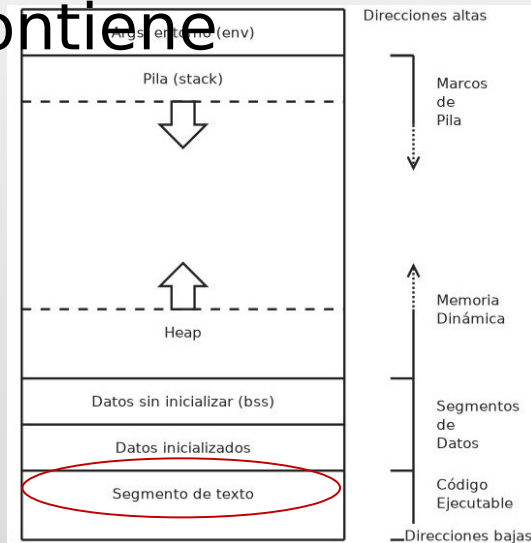 ontiene
Args, entorno (env)
Direcciones altas
Pila (stack)
Marcos
de
Pila
Heap
Memoria
Dinámica
Datos sin inicializar (bss)
Segmentos
de
Datos
Datos inicializados
Segmento de texto
Código
Ejecutable
Direcciones bajas